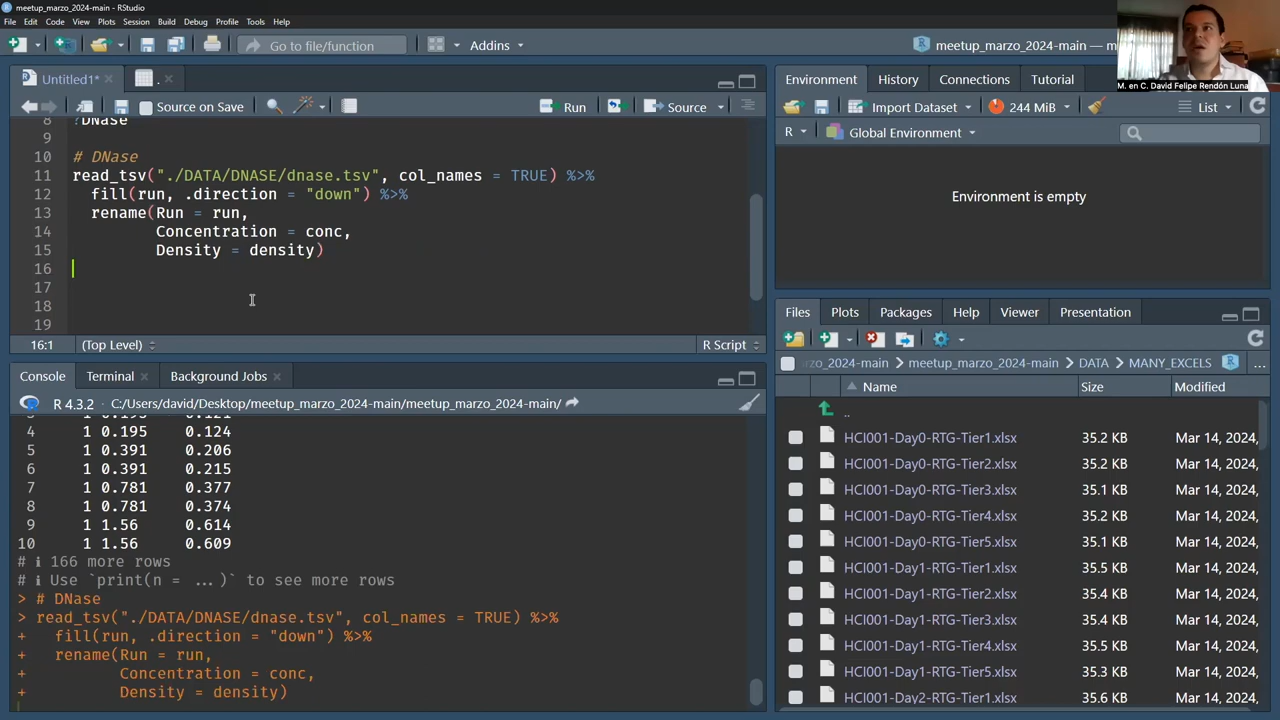 meetup_marzo_2024-main - RStudio
File Edit Code View Plots Session Build Debug Profile Tools Help
Go to file/function Addins meetup_marzo_2024-main —
M. en C. David Felipe Rendón Luna
Untitled1* .
Source on Save Run Source
8 ?DNase
9
10 # DNase
11 read_tsv("./DATA/DNASE/dnase.tsv", col_names = TRUE) %>%
12 fill(run, .direction = "down") %>%
13 rename(Run = run,
14 Concentration = conc,
15 Density = density)
16
17
18
19
16:1 (Top Level) R Script
Console Terminal Background Jobs
R 4.3.2 · C:/Users/david/Desktop/meetup_marzo_2024-main/meetup_marzo_2024-main/
3 1 0.195 0.121
4 1 0.195 0.124
5 1 0.391 0.206
6 1 0.391 0.215
7 1 0.781 0.377
8 1 0.781 0.374
9 1 1.56 0.614
10 1 1.56 0.609
# ℹ 166 more rows
# ℹ Use `print(n = ...)` to see more rows
> # DNase
> read_tsv("./DATA/DNASE/dnase.tsv", col_names = TRUE) %>%
+ fill(run, .direction = "down") %>%
+ rename(Run = run,
+ Concentration = conc,
+ Density = density)
Environment History Connections Tutorial
Import Dataset 244 MiB List
R Global Environment
Environment is empty
Files Plots Packages Help Viewer Presentation
rzo_2024-main meetup_marzo_2024-main DATA MANY_EXCELS ...
Name Size Modified
..
HCI001-Day0-RTG-Tier1.xlsx 35.2 KB Mar 14, 2024,
HCI001-Day0-RTG-Tier2.xlsx 35.2 KB Mar 14, 2024,
HCI001-Day0-RTG-Tier3.xlsx 35.1 KB Mar 14, 2024,
HCI001-Day0-RTG-Tier4.xlsx 35.2 KB Mar 14, 2024,
HCI001-Day0-RTG-Tier5.xlsx 35.1 KB Mar 14, 2024,
HCI001-Day1-RTG-Tier1.xlsx 35.5 KB Mar 14, 2024,
HCI001-Day1-RTG-Tier2.xlsx 35.4 KB Mar 14, 2024,
HCI001-Day1-RTG-Tier3.xlsx 35.4 KB Mar 14, 2024,
HCI001-Day1-RTG-Tier4.xlsx 35.4 KB Mar 14, 2024,
HCI001-Day1-RTG-Tier5.xlsx 35.3 KB Mar 14, 2024,
HCI001-Day2-RTG-Tier1.xlsx 35.6 KB Mar 14, 2024,